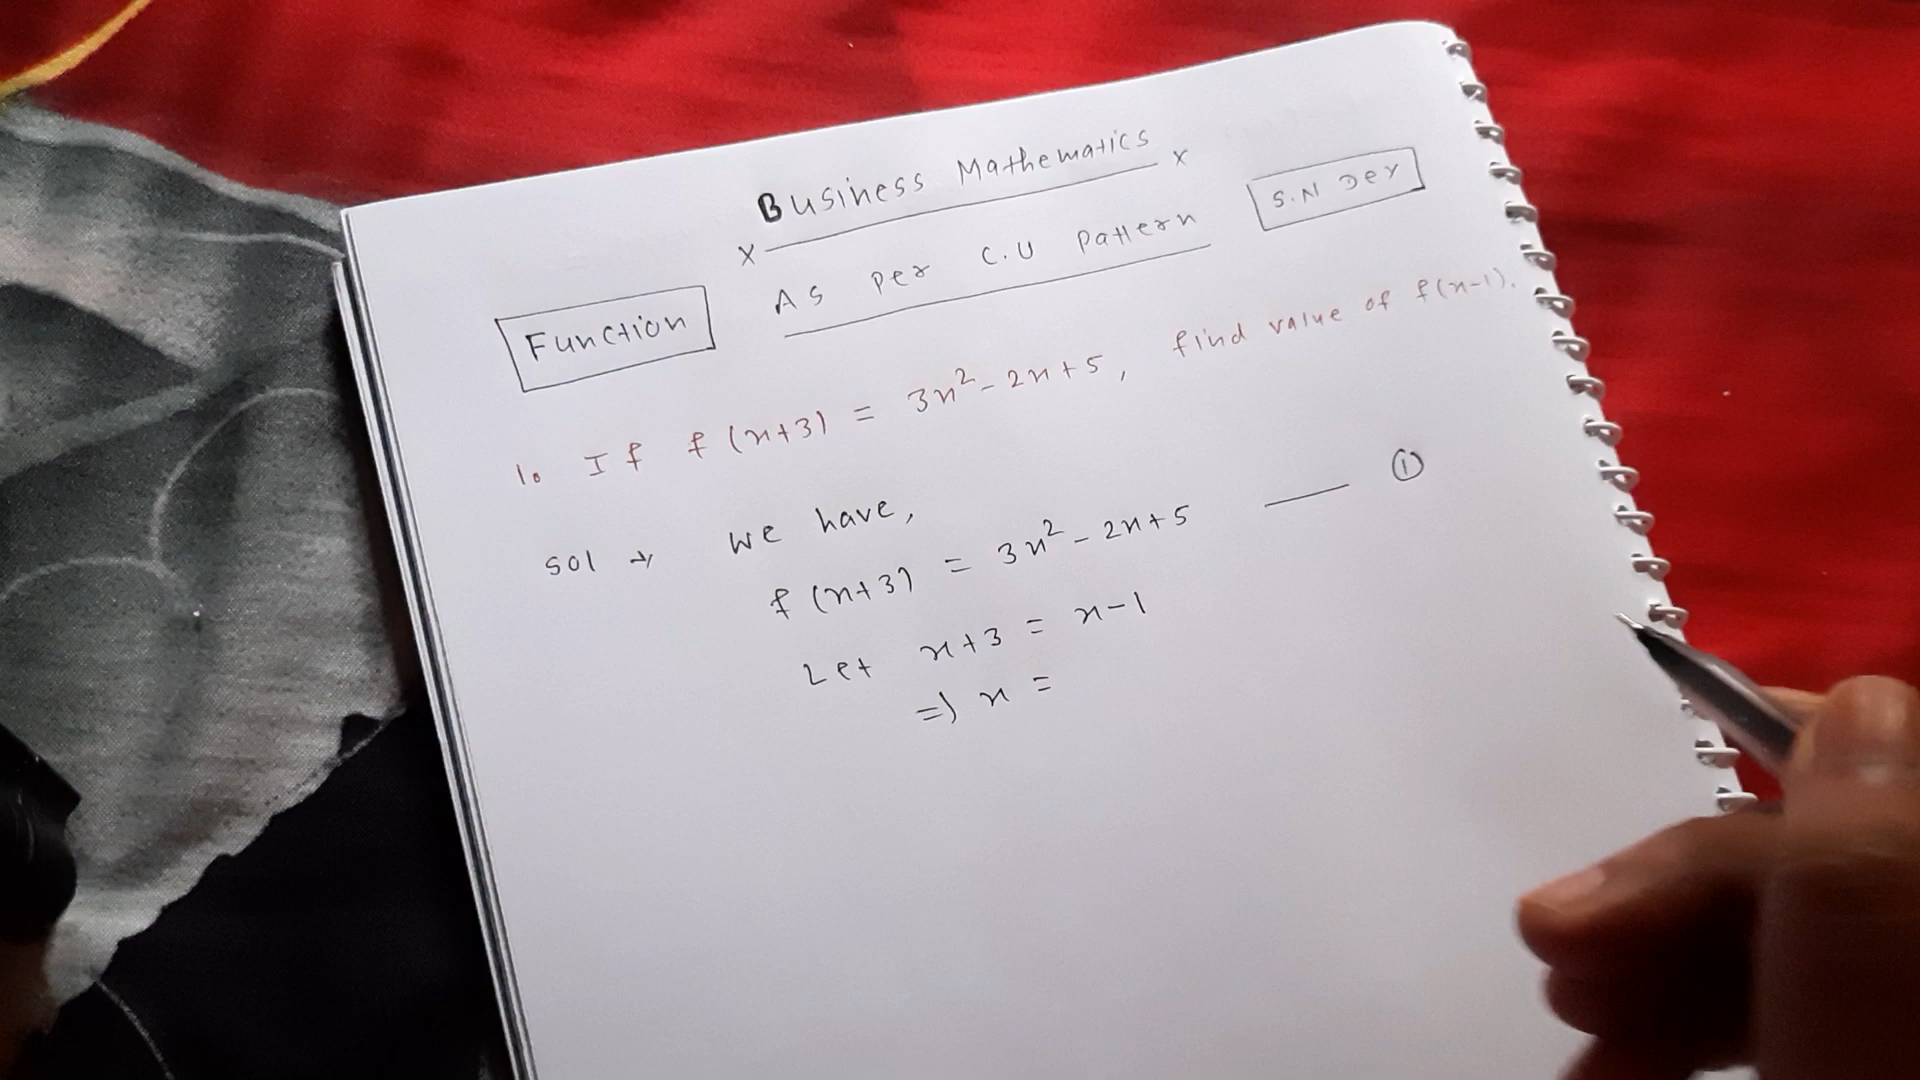 Business Mathematics
x x
As per C.U pattern
S.N Dey
Function
1. If f (x+3) = 3x² - 2x + 5, find value of f(x-1).
Sol → We have,
f (x+3) = 3x² - 2x + 5 —— ①
Let x+3 = x-1
=> x =